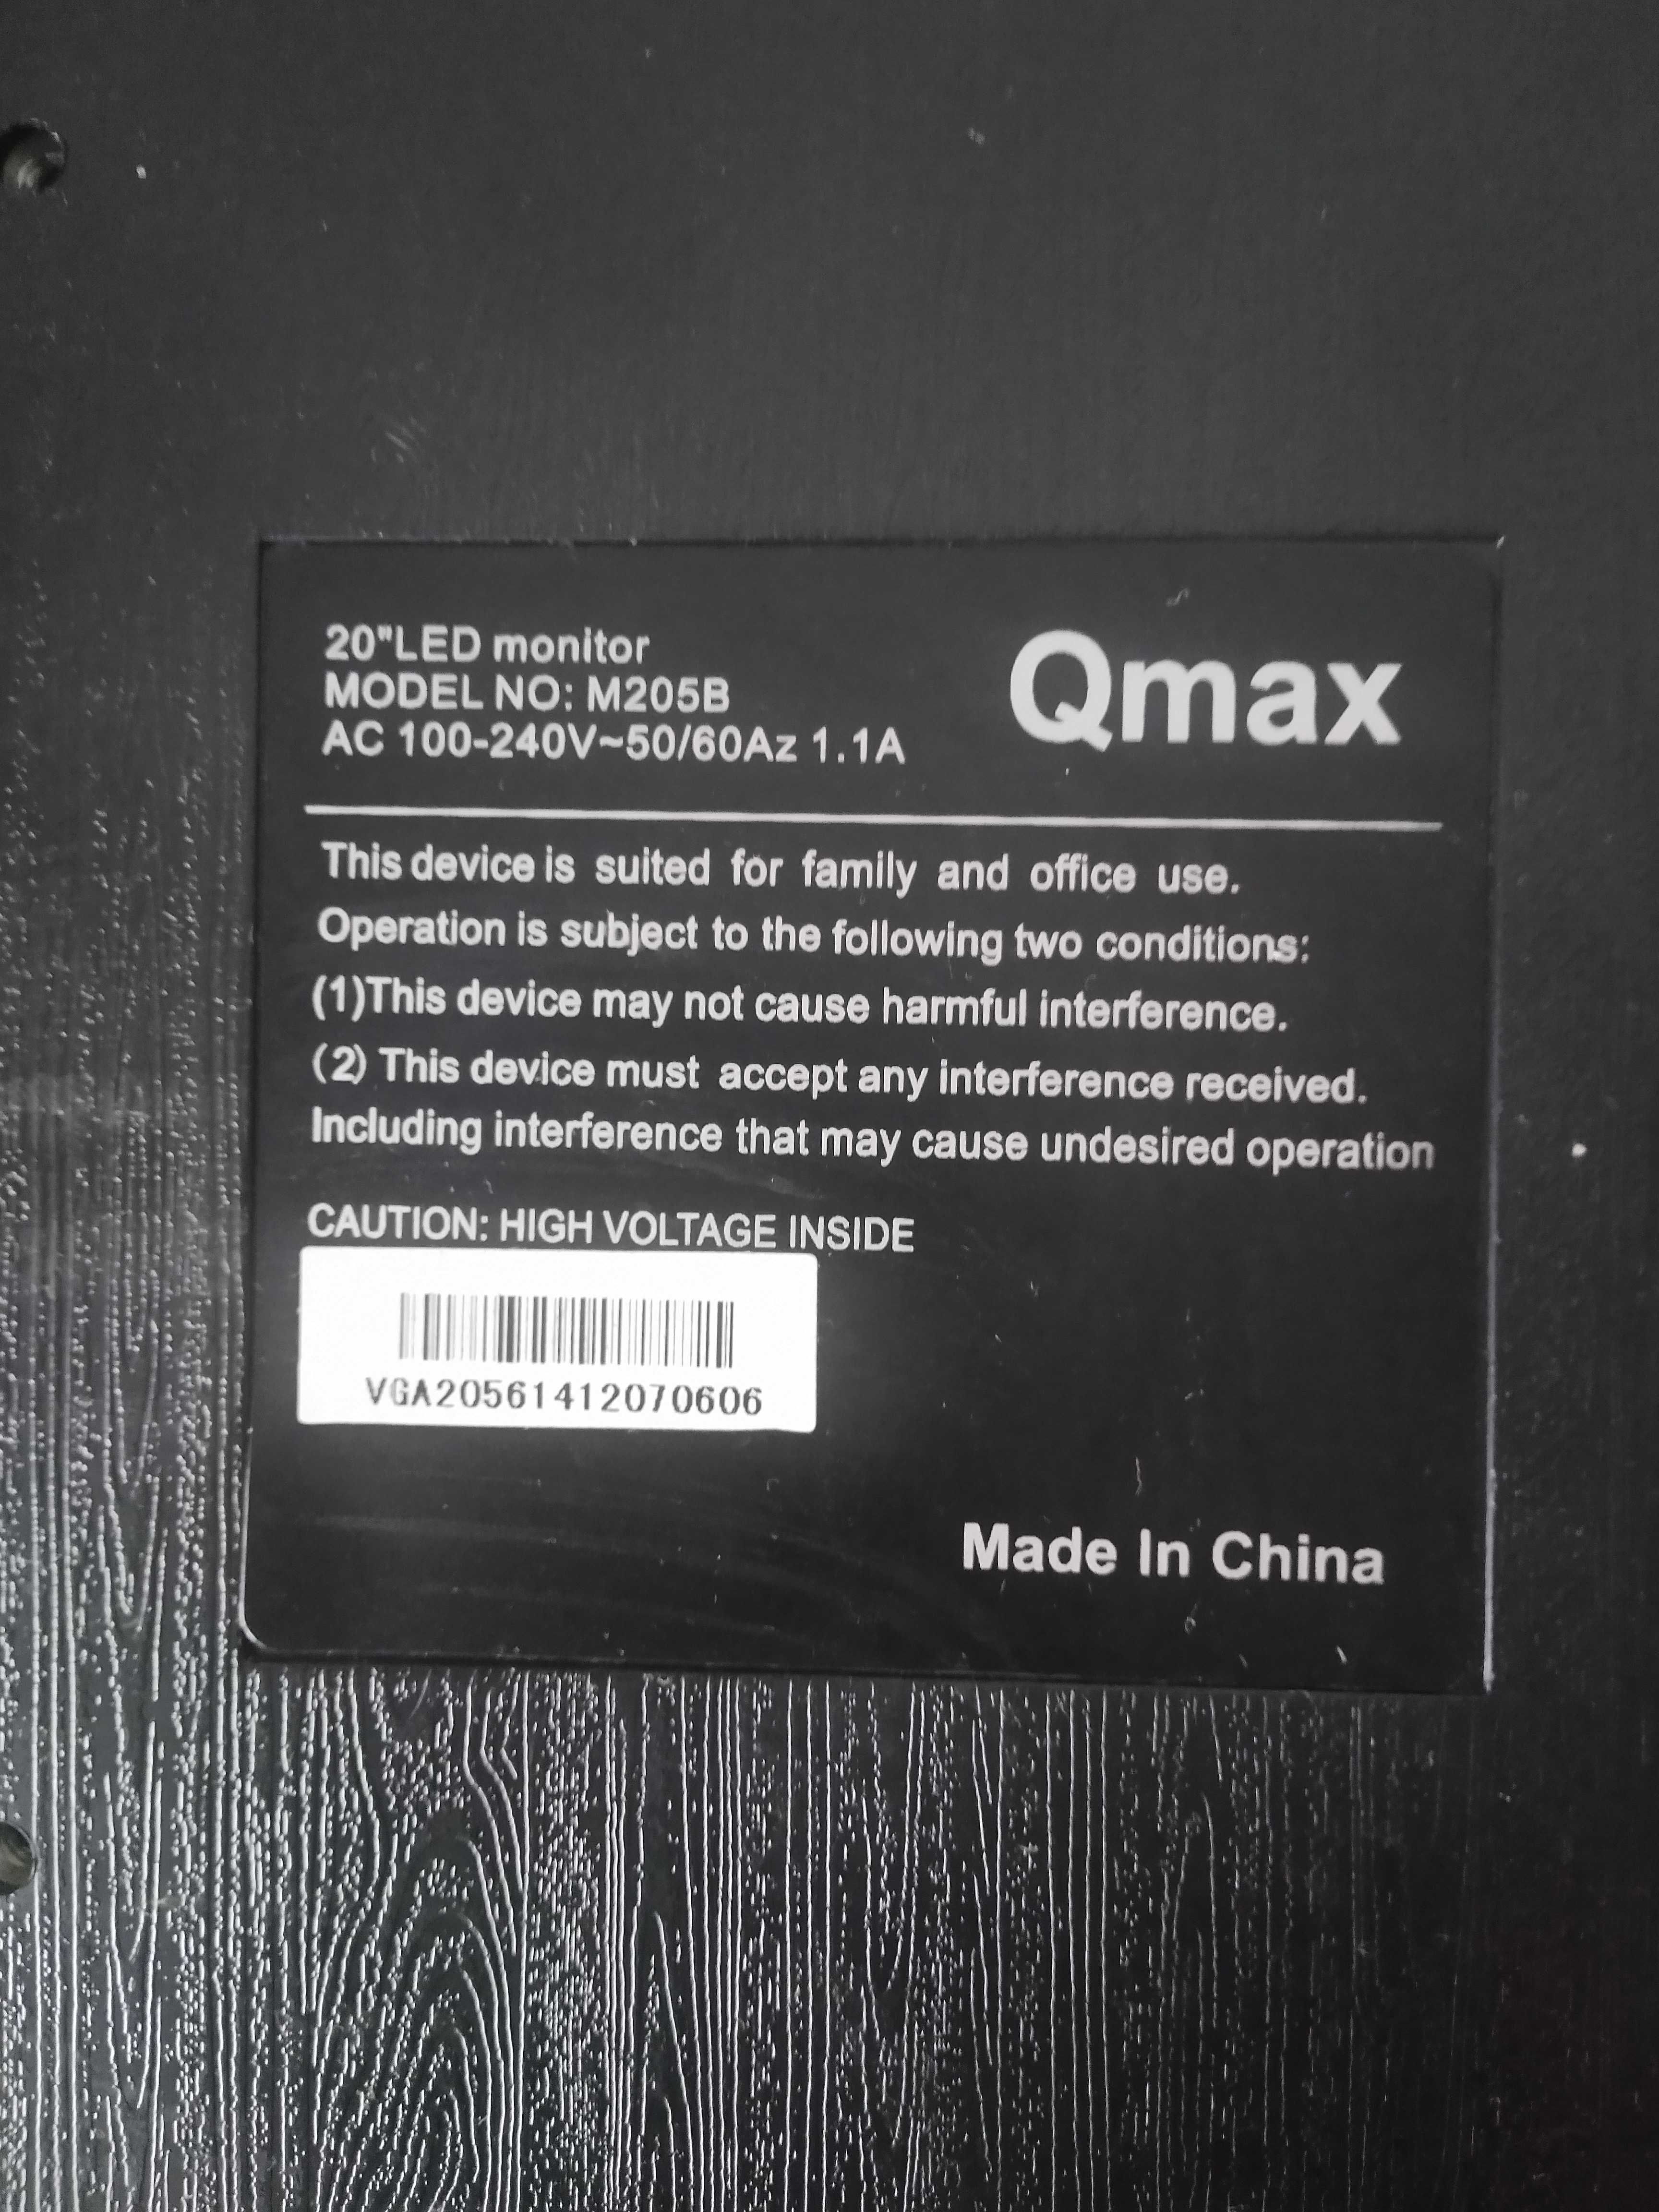 20"LED monitor
MODEL NO: M205B
AC 100-240V~50/60Az 1.1A
Qmax
This device is suited for family and office use.
Operation is subject to the following two conditions:
(1)This device may not cause harmful interference.
(2) This device must accept any interference received.
Including interference that may cause undesired operation
CAUTION: HIGH VOLTAGE INSIDE
VGA20561412070606
Made In China